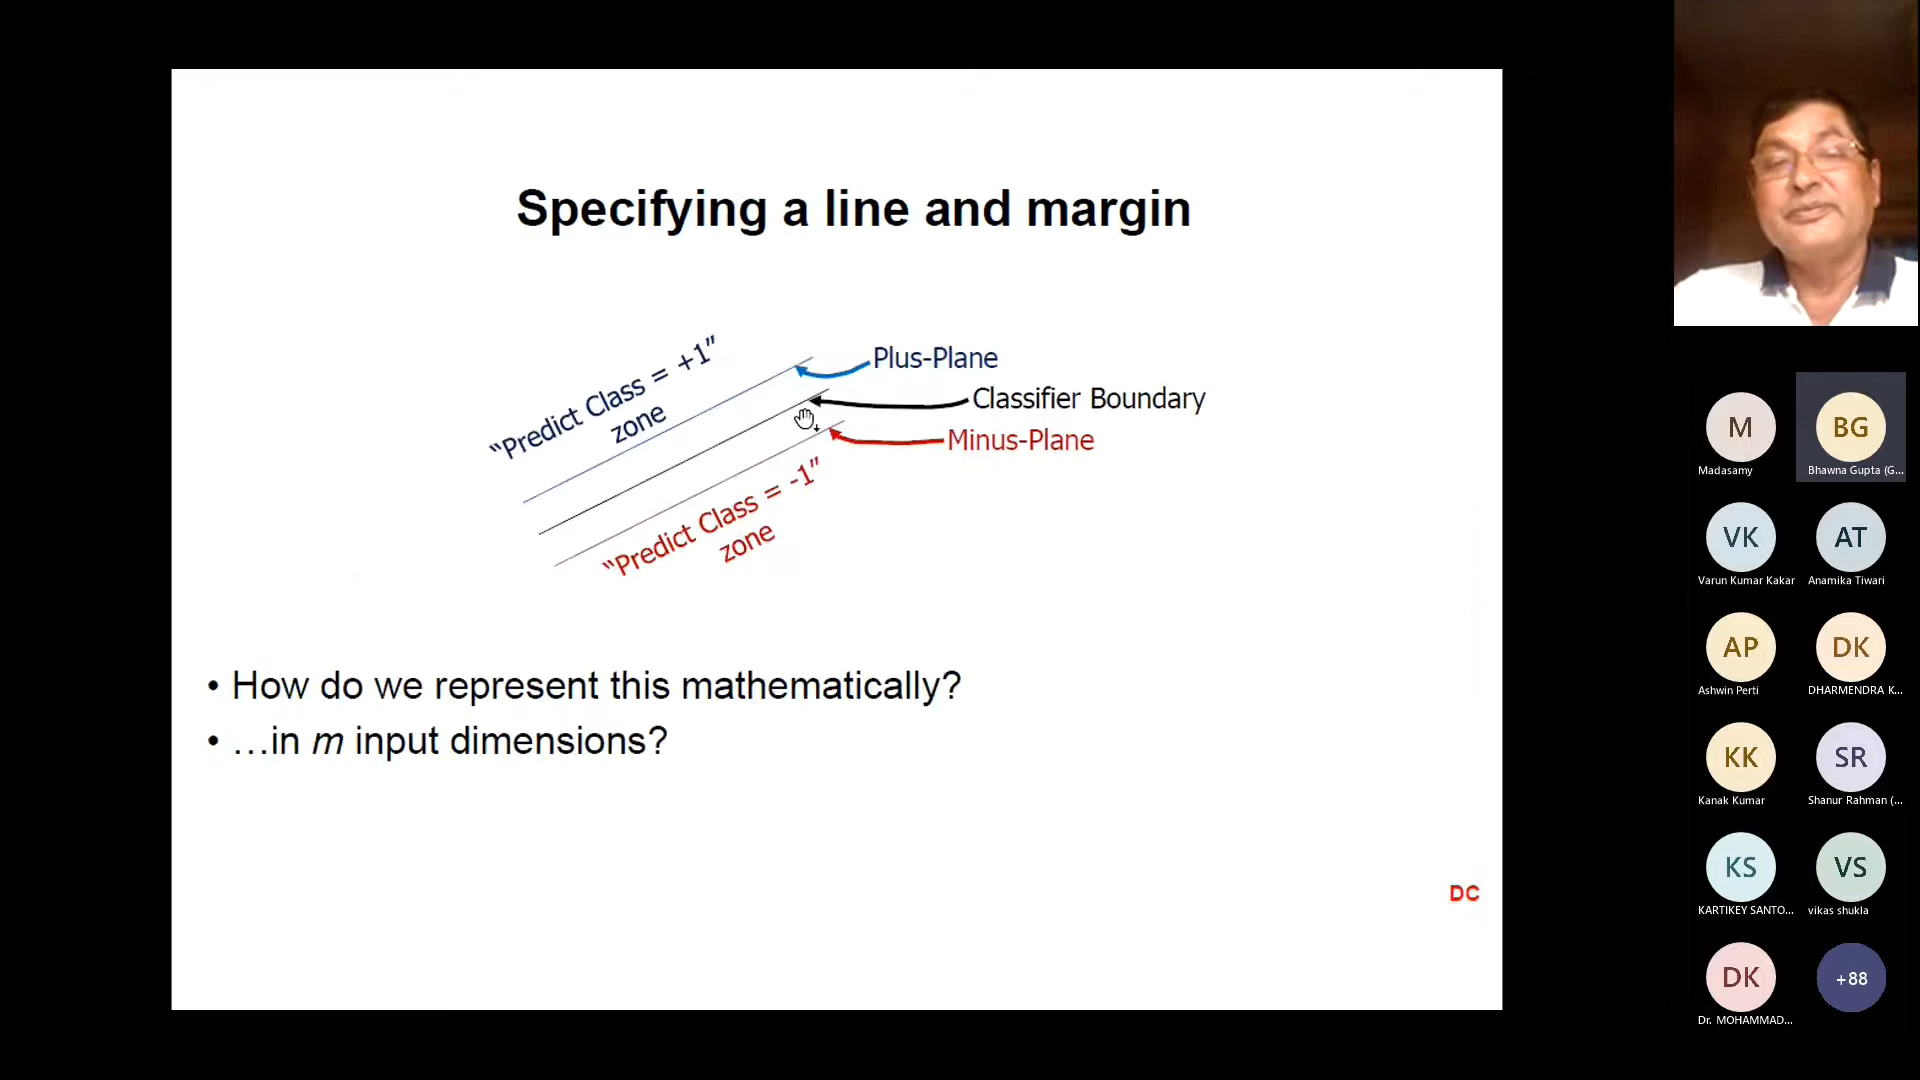 Specifying a line and margin
“Predict Class = +1”
zone
Plus-Plane
Classifier Boundary
Minus-Plane
“Predict Class = -1”
zone
• How do we represent this mathematically?
• …in m input dimensions?
DC
M
Madasamy
BG
Bhawna Gupta (G...
VK
Varun Kumar Kakar
AT
Anamika Tiwari
AP
Ashwin Perti
DK
DHARMENDRA K...
KK
Kanak Kumar
SR
Shanur Rahman (...
KS
KARTIKEY SANTO...
VS
vikas shukla
DK
Dr. MOHAMMAD...
+88